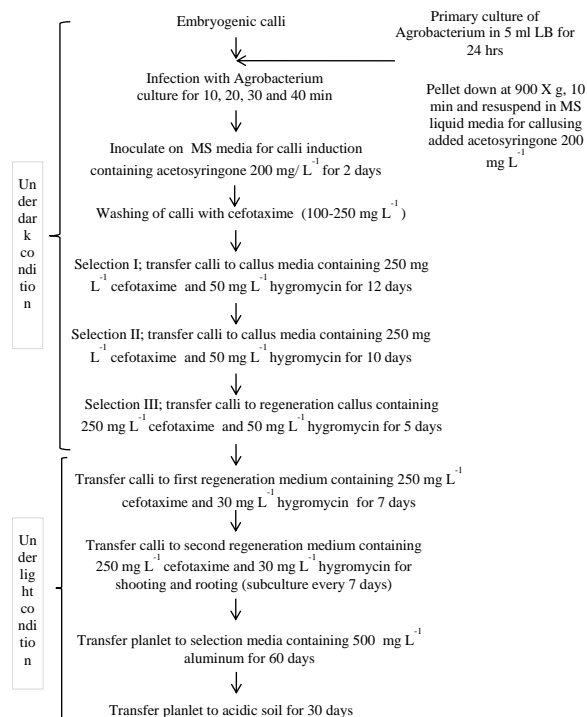 Embryogenic calli
Primary culture of
Agrobacterium in 5 ml LB for
24 hrs
Infection with Agrobacterium
culture for 10, 20, 30 and 40 min
Pellet down at 900 X g, 10
min and resuspend in MS
liquid media for callusing
added acetosyringone 200
mg L⁻¹
Inoculate on MS media for calli induction
containing acetosyringone 200 mg/ L⁻¹ for 2 days
Washing of calli with cefotaxime (100-250 mg L⁻¹)
Un
der
dar
k
con
ditio
n
Selection I; transfer calli to callus media containing 250 mg
L⁻¹ cefotaxime and 50 mg L⁻¹ hygromycin for 12 days
Selection II; transfer calli to callus media containing 250 mg
L⁻¹ cefotaxime and 50 mg L⁻¹ hygromycin for 10 days
Selection III; transfer calli to regeneration callus containing
250 mg L⁻¹ cefotaxime and 50 mg L⁻¹ hygromycin for 5 days
Transfer calli to first regeneration medium containing 250 mg L⁻¹
cefotaxime and 30 mg L⁻¹ hygromycin for 7 days
Un
der
lig
ht
con
ditio
n
Transfer calli to second regeneration medium containing
250 mg L⁻¹ cefotaxime and 30 mg L⁻¹ hygromycin for
shooting and rooting (subculture every 7 days)
Transfer planlet to selection media containing 500 mg L⁻¹
aluminum for 60 days
Transfer planlet to acidic soil for 30 days